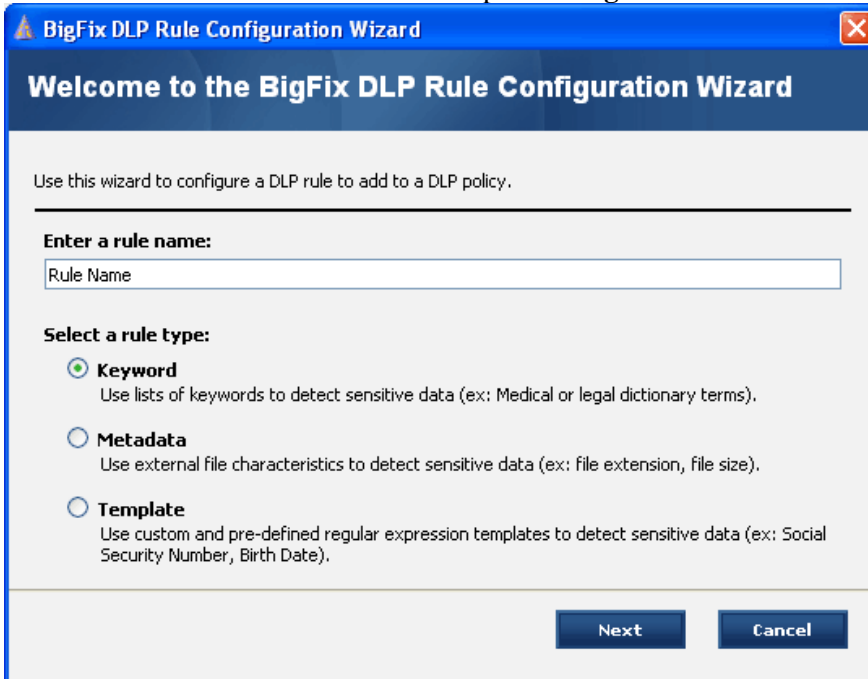 BigFix DLP Rule Configuration Wizard
Welcome to the BigFix DLP Rule Configuration Wizard
Use this wizard to configure a DLP rule to add to a DLP policy.
Enter a rule name:
Rule Name
Select a rule type:
Keyword
Use lists of keywords to detect sensitive data (ex: Medical or legal dictionary terms).
Metadata
Use external file characteristics to detect sensitive data (ex: file extension, file size).
Template
Use custom and pre-defined regular expression templates to detect sensitive data (ex: Social
Security Number, Birth Date).
Next Cancel